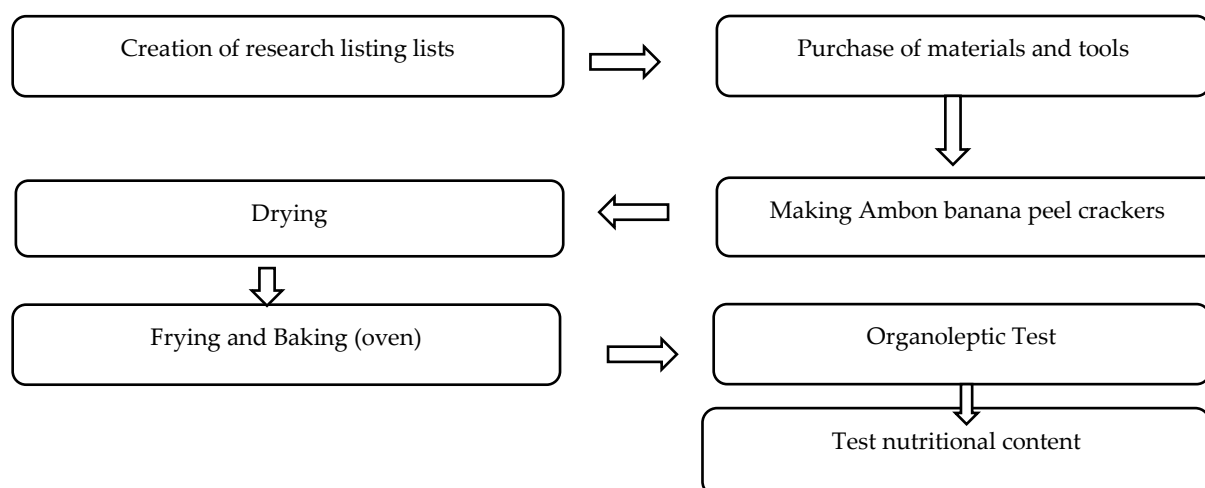 Creation of research listing lists
Purchase of materials and tools
Making Ambon banana peel crackers
Drying
Frying and Baking (oven)
Organoleptic Test
Test nutritional content